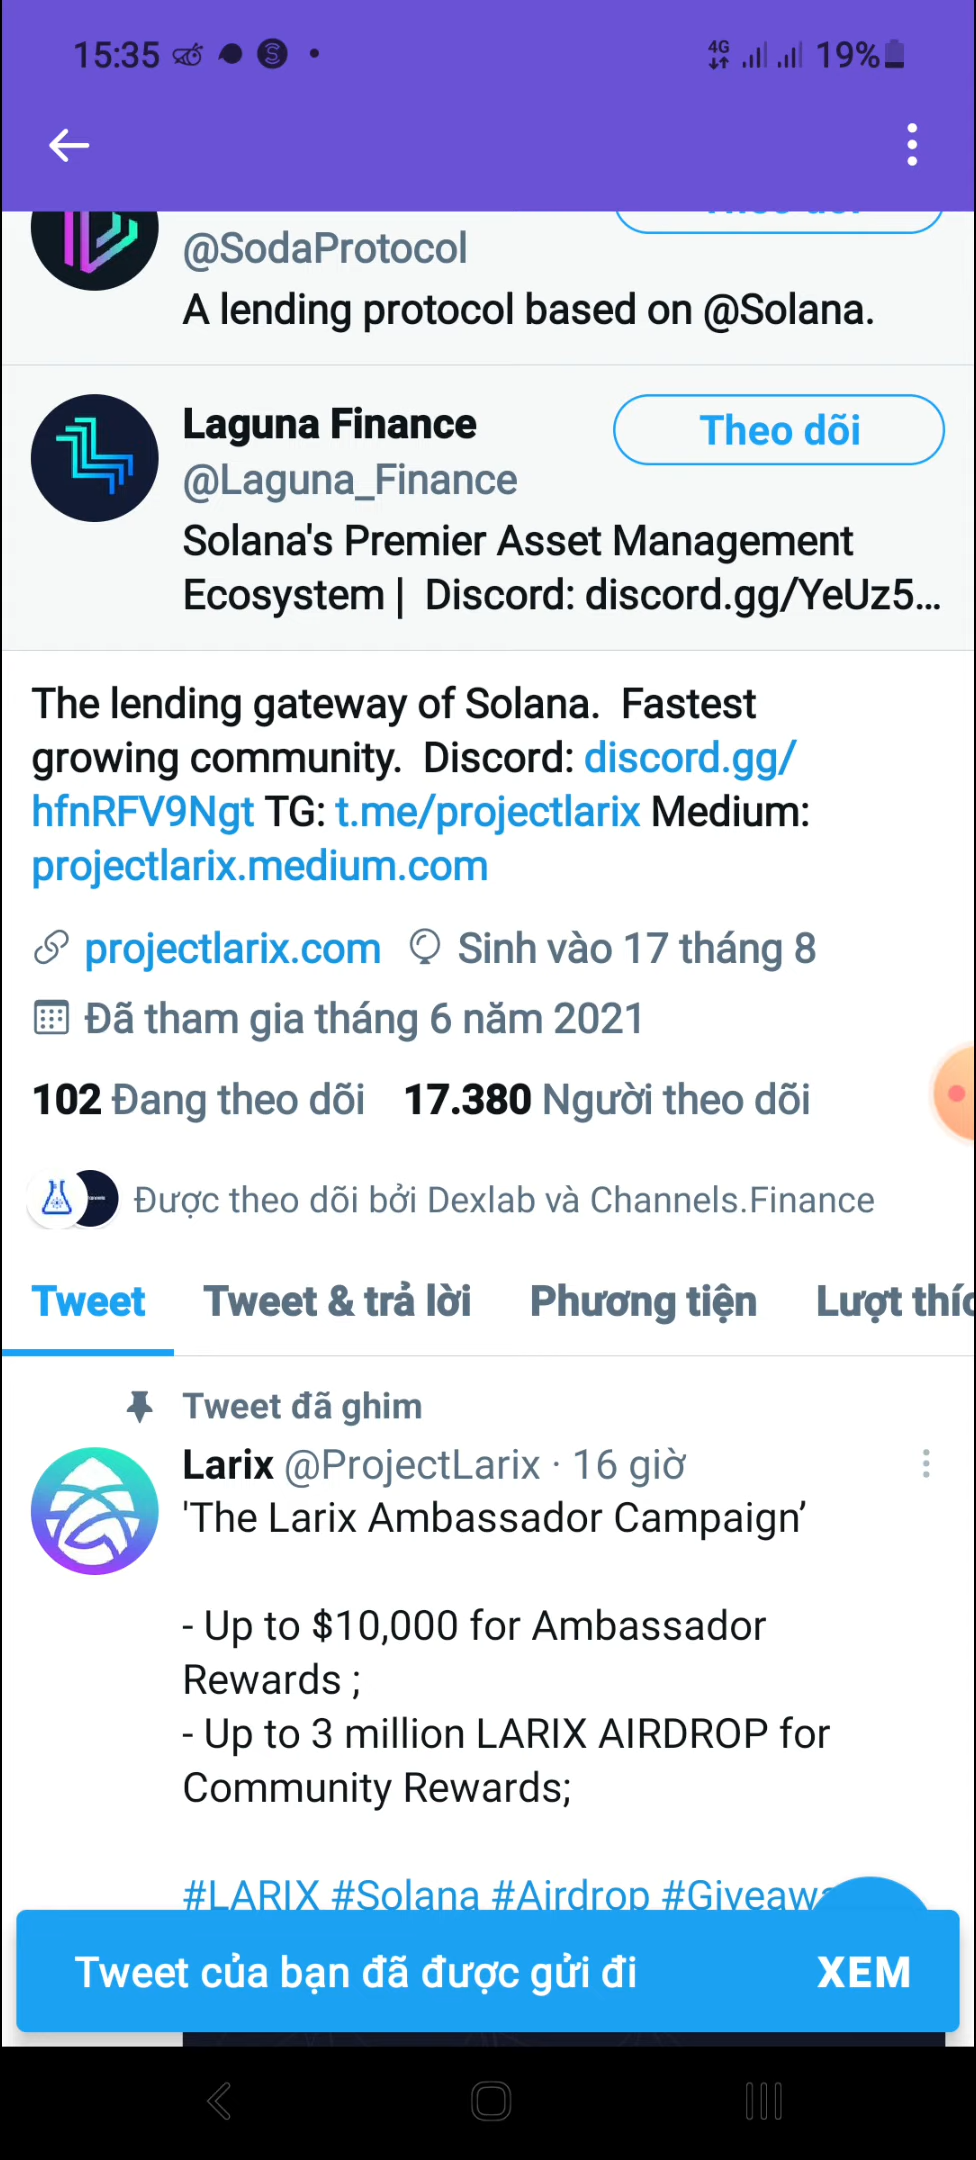 15:35
4G
19%
@SodaProtocol
A lending protocol based on @Solana.
Laguna Finance
Theo dõi
@Laguna_Finance
Solana's Premier Asset Management
Ecosystem | Discord: discord.gg/YeUz5...
The lending gateway of Solana. Fastest
growing community. Discord: discord.gg/
hfnRFV9Ngt TG: t.me/projectlarix Medium:
projectlarix.medium.com
projectlarix.com Sinh vào 17 tháng 8
Đã tham gia tháng 6 năm 2021
102 Đang theo dõi 17.380 Người theo dõi
Được theo dõi bởi Dexlab và Channels.Finance
Tweet Tweet & trả lời Phương tiện Lượt thíc
Tweet đã ghim
Larix @ProjectLarix · 16 giờ
'The Larix Ambassador Campaign’
- Up to $10,000 for Ambassador
Rewards ;
- Up to 3 million LARIX AIRDROP for
Community Rewards;
#LARIX #Solana #Airdrop #Giveawa
Tweet của bạn đã được gửi đi XEM